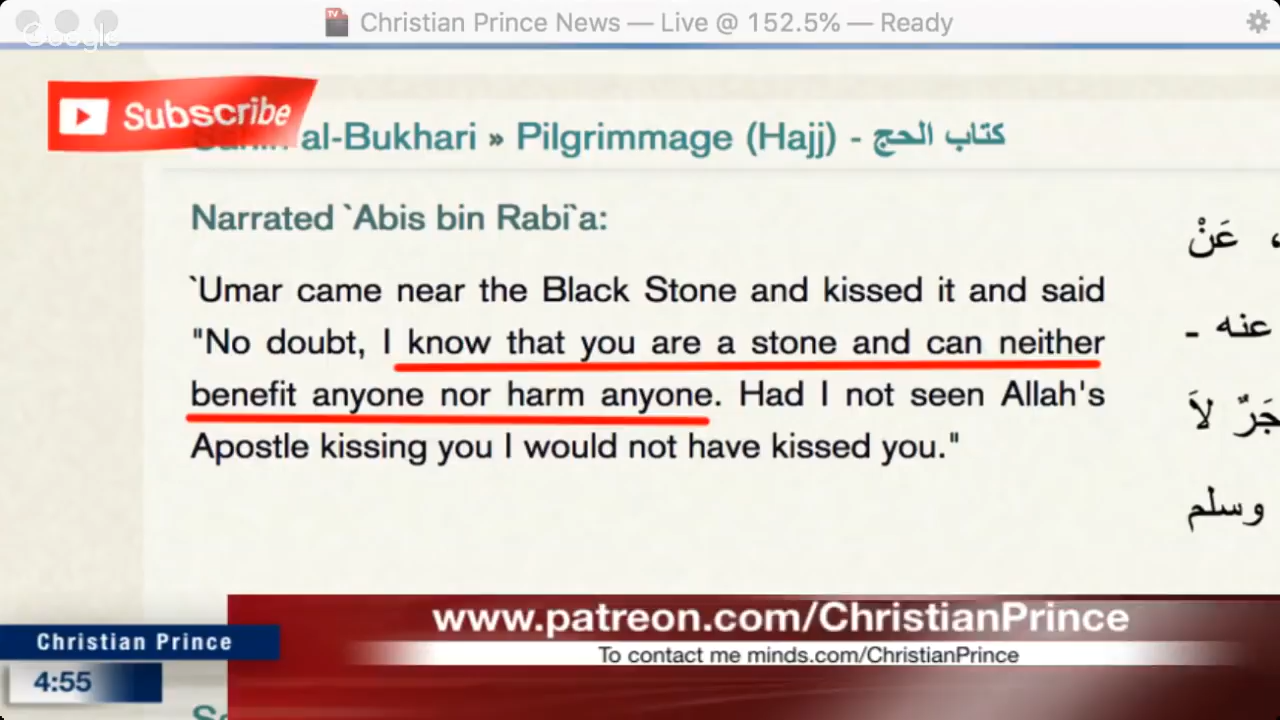 Christian Prince News — Live @ 152.5% — Ready
Google
Subscribe
al-Bukhari » Pilgrimmage (Hajj) - كتاب الحج
Narrated `Abis bin Rabi`a:
`Umar came near the Black Stone and kissed it and said
"No doubt, I know that you are a stone and can neither
benefit anyone nor harm anyone. Had I not seen Allah's
Apostle kissing you I would not have kissed you."
، عَنْ
عنه ـ
لاَ
وسلم
www.patreon.com/ChristianPrince
To contact me minds.com/ChristianPrince
Christian Prince
4:55